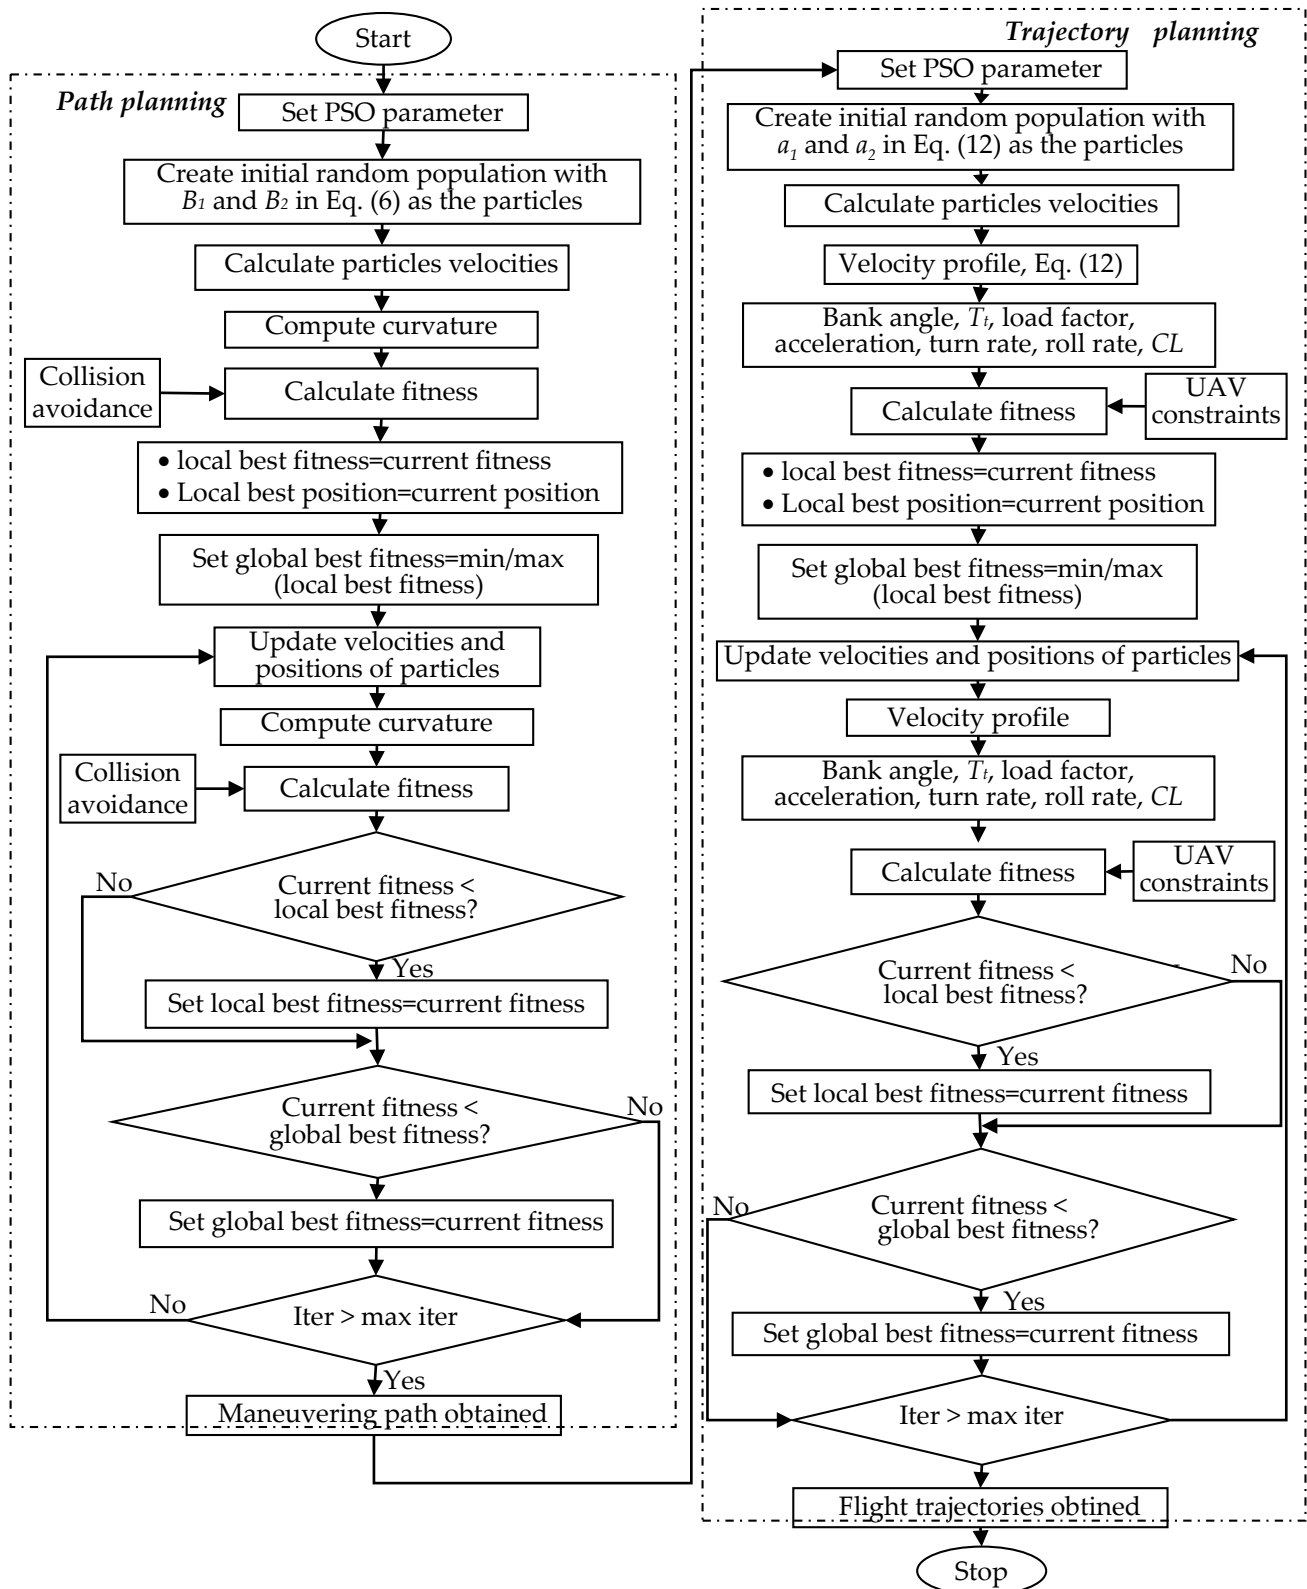 Start
Path planning
Set PSO parameter
Create initial random population with
B1 and B2 in Eq. (6) as the particles
Calculate particles velocities
Compute curvature
Collision
avoidance
Calculate fitness
• local best fitness=current fitness
• Local best position=current position
Set global best fitness=min/max
(local best fitness)
Update velocities and
positions of particles
Compute curvature
Collision
avoidance
Calculate fitness
No
Current fitness <
local best fitness?
Yes
Set local best fitness=current fitness
Current fitness <
global best fitness?
No
Set global best fitness=current fitness
No
Iter > max iter
Yes
Maneuvering path obtained
Trajectory planning
Set PSO parameter
Create initial random population with
a1 and a2 in Eq. (12) as the particles
Calculate particles velocities
Velocity profile, Eq. (12)
Bank angle, Tt, load factor,
acceleration, turn rate, roll rate, CL
Calculate fitness
UAV
constraints
• local best fitness=current fitness
• Local best position=current position
Set global best fitness=min/max
(local best fitness)
Update velocities and positions of particles
Velocity profile
Bank angle, Tt, load factor,
acceleration, turn rate, roll rate, CL
Calculate fitness
UAV
constraints
Current fitness <
local best fitness?
No
Yes
Set local best fitness=current fitness
No
Current fitness <
global best fitness?
Yes
Set global best fitness=current fitness
Iter > max iter
Flight trajectories obtined
Stop